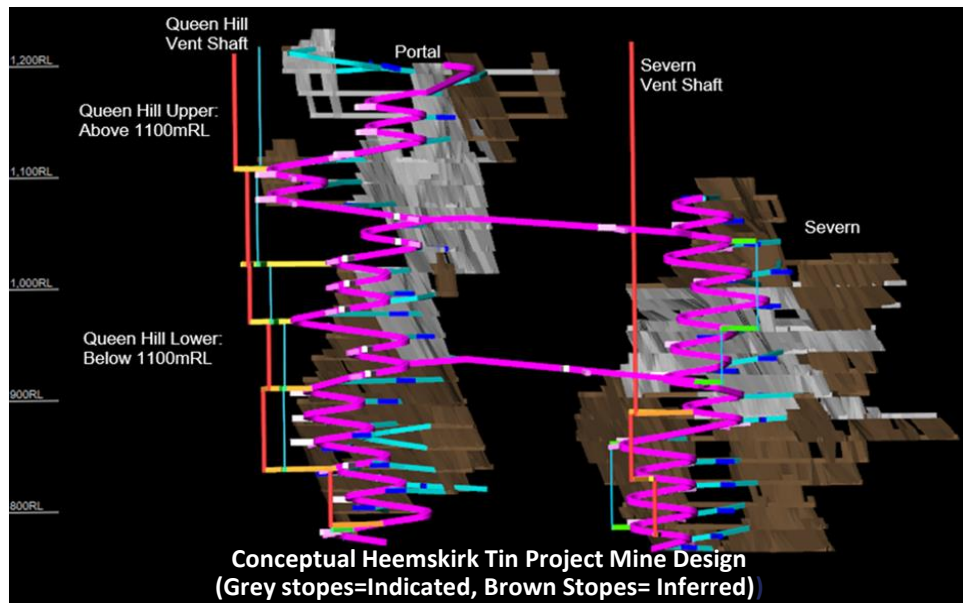 Queen Hill
Vent Shaft
Portal
Severn
Vent Shaft
1,200RL
Queen Hill Upper:
Above 1100mRL
1,100RL
Severn
1,000RL
Queen Hill Lower:
Below 1100mRL
900RL
800RL
Conceptual Heemskirk Tin Project Mine Design
(Grey stopes=Indicated, Brown Stopes= Inferred))